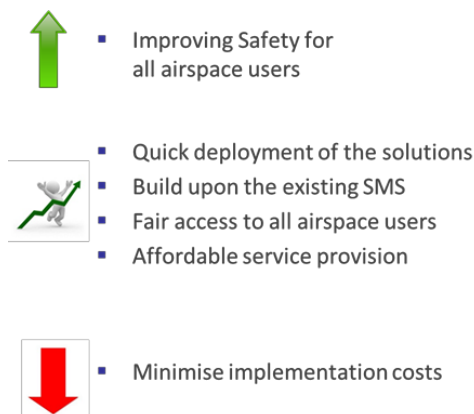 ▪ Improving Safety for
all airspace users
▪ Quick deployment of the solutions
▪ Build upon the existing SMS
▪ Fair access to all airspace users
▪ Affordable service provision
▪ Minimise implementation costs